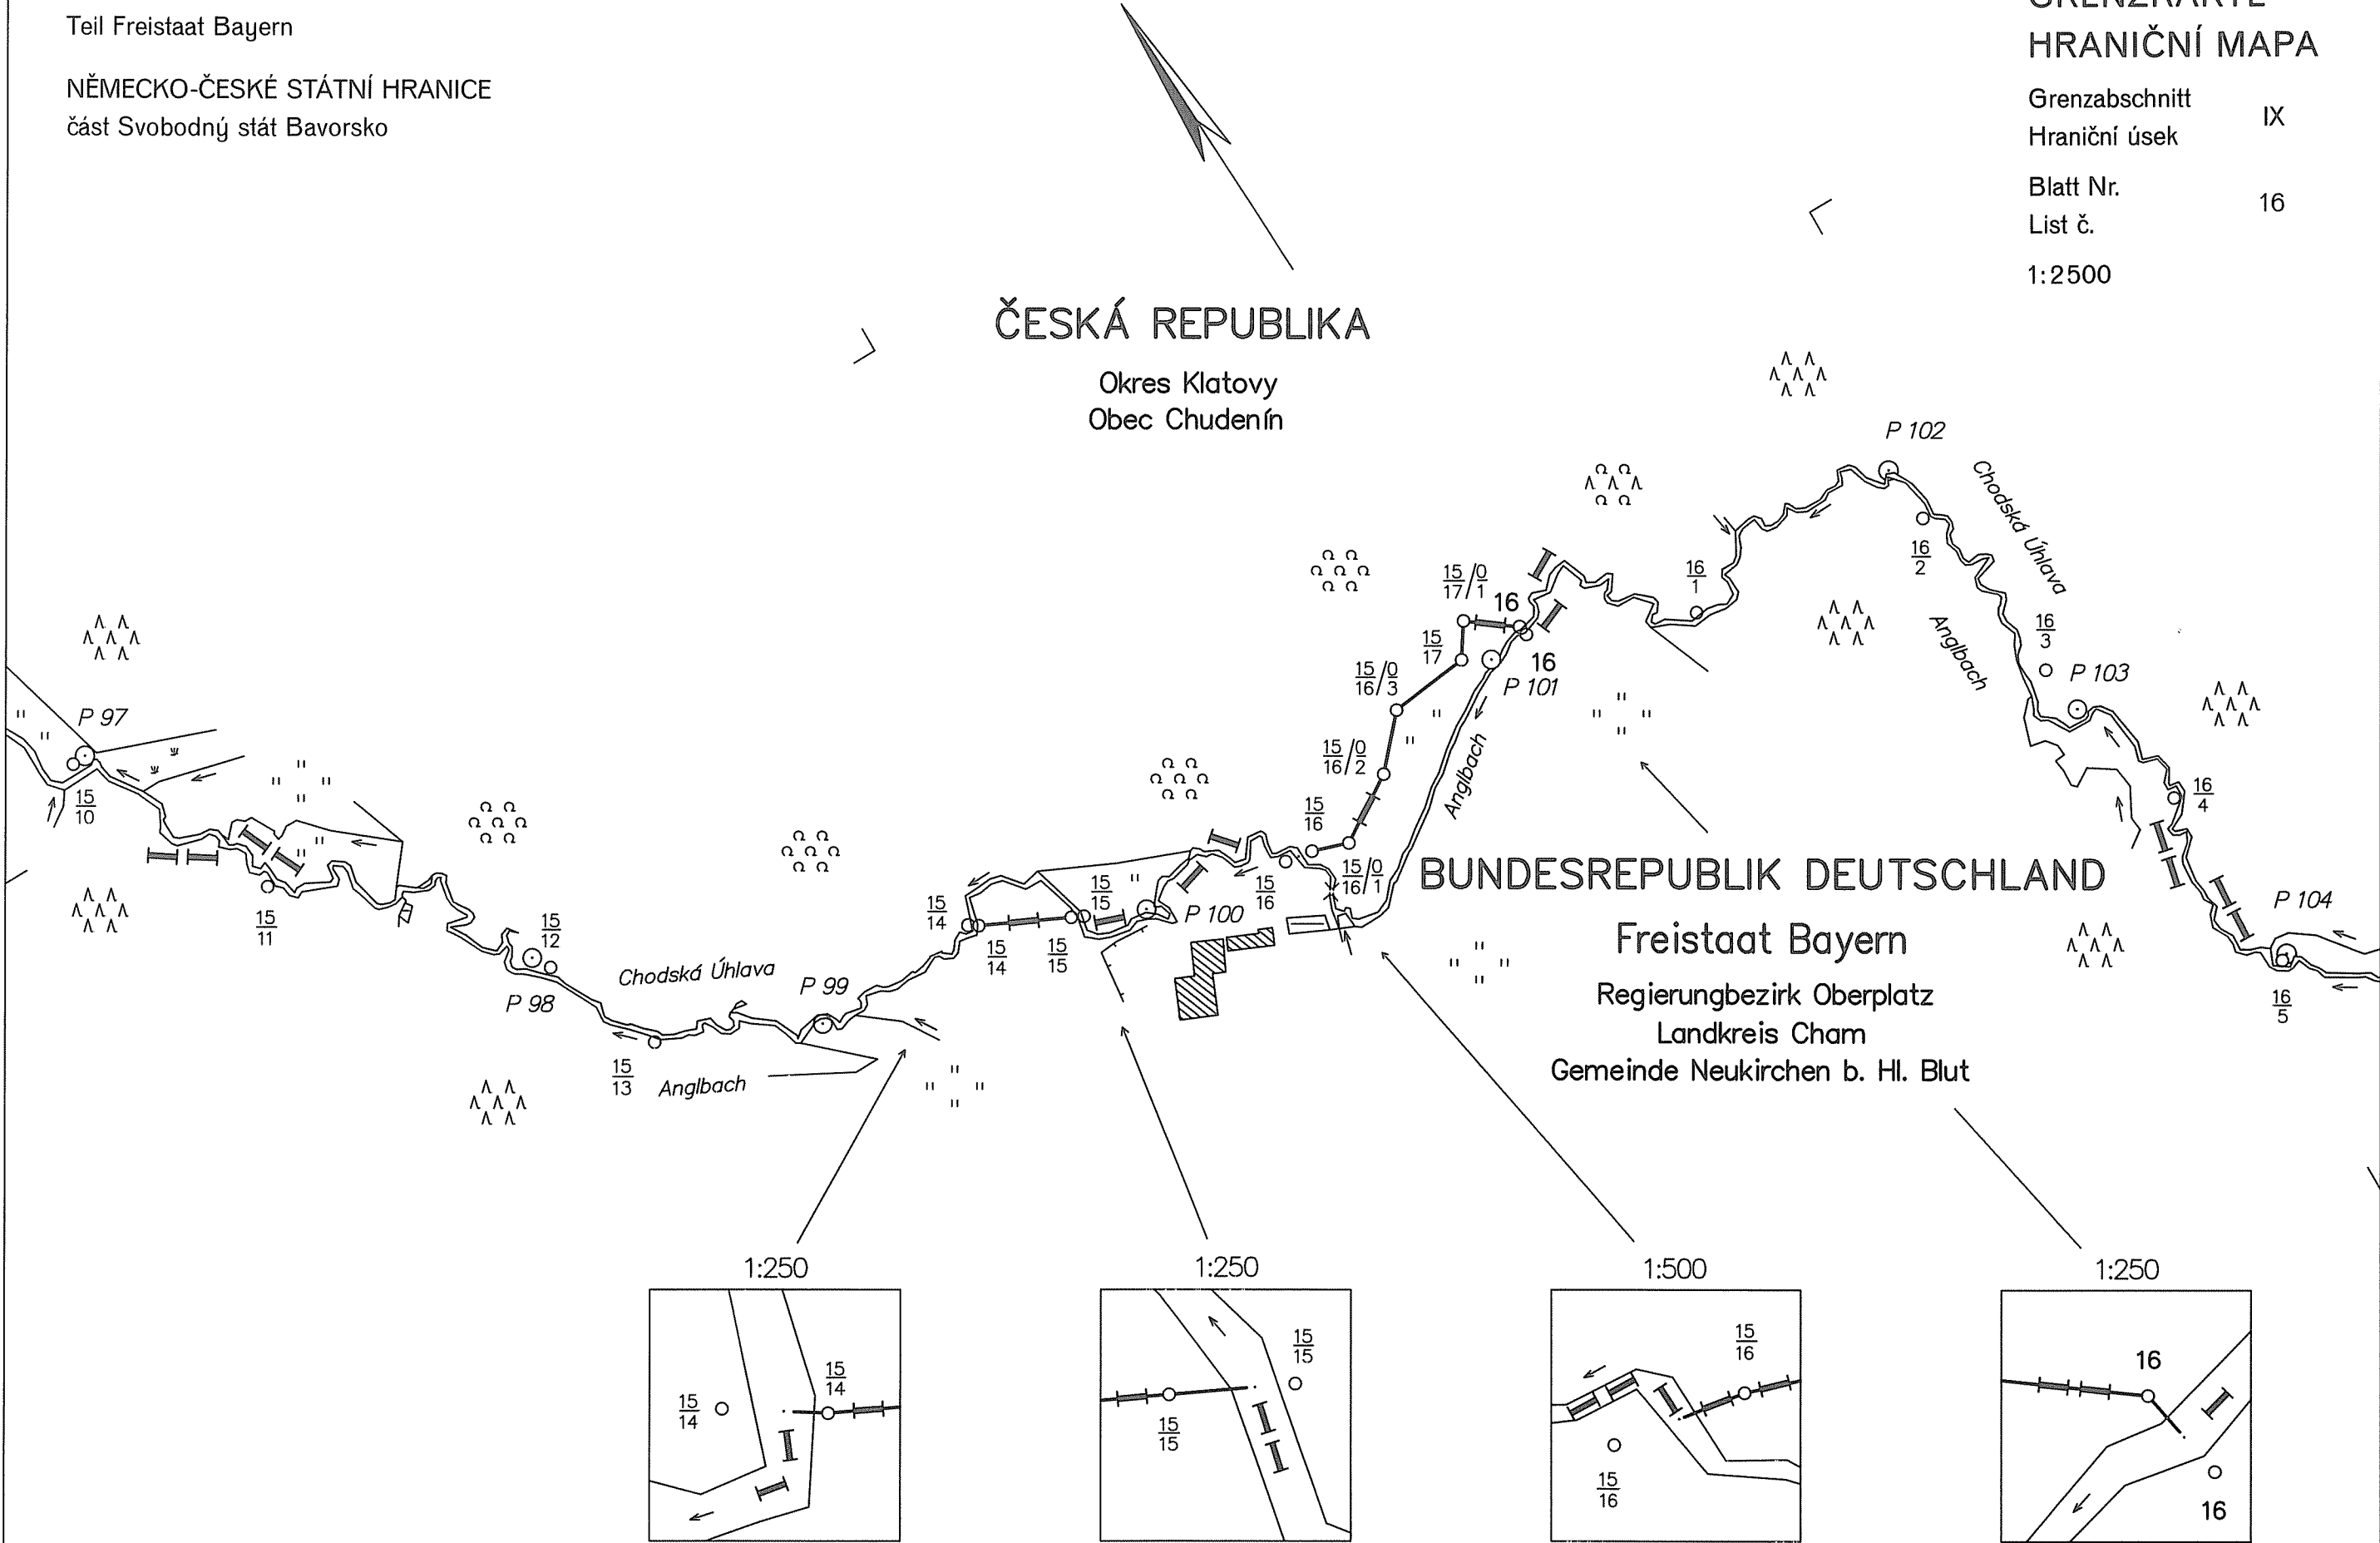 Teil Freistaat Bayern
NĚMECKO-ČESKÉ STÁTNÍ HRANICE
část Svobodný stát Bavorsko
GRENZKARTE
HRANIČNÍ MAPA
Grenzabschnitt
Hraniční úsek
IX
Blatt Nr.
List č.
16
1:2500
ČESKÁ REPUBLIKA
Okres Klatovy
Obec Chudenín
P 102
Chodská Úhlava
16/2
16/1
15/17/0/1
16
16/3
Anglbach
15/17
16
P 101
15/16/0/3
P 103
P 97
15/16/0/2
Anglbach
15/10
16/4
15/16
15/16/0/1
15/16
BUNDESREPUBLIK DEUTSCHLAND
Freistaat Bayern
Regierungbezirk Oberplatz
Landkreis Cham
Gemeinde Neukirchen b. Hl. Blut
15/15
P 100
15/14
15/14
15/15
P 104
16/5
15/11
15/12
P 98
Chodská Úhlava
P 99
15/13
Anglbach
1:250
1:250
1:500
1:250
15/14
15/14
15/15
15/15
15/16
15/16
16
16